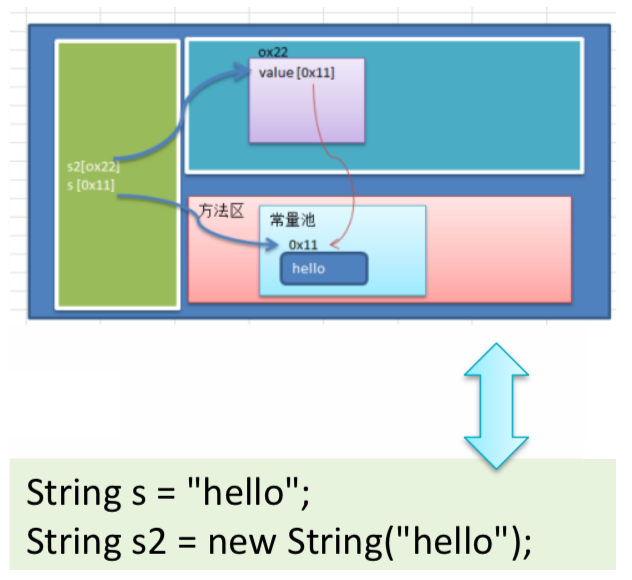 ox22
value [0x11]
s2[ox22]
s [0x11]
方法区
常量池
0x11
hello
String s = "hello";
String s2 = new String("hello");